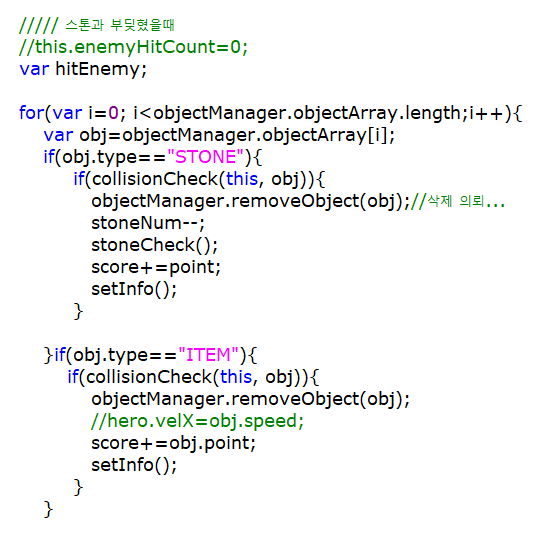 ///// 스톤과 부딪혔을때
//this.enemyHitCount=0;
var hitEnemy;
for(var i=0; i<objectManager.objectArray.length;i++){
var obj=objectManager.objectArray[i];
if(obj.type=="STONE"){
if(collisionCheck(this, obj)){
objectManager.removeObject(obj);//삭제 의뢰...
stoneNum--;
stoneCheck();
score+=point;
setInfo();
}
}if(obj.type=="ITEM"){
if(collisionCheck(this, obj)){
objectManager.removeObject(obj);
//hero.velX=obj.speed;
score+=obj.point;
setInfo();
}
}